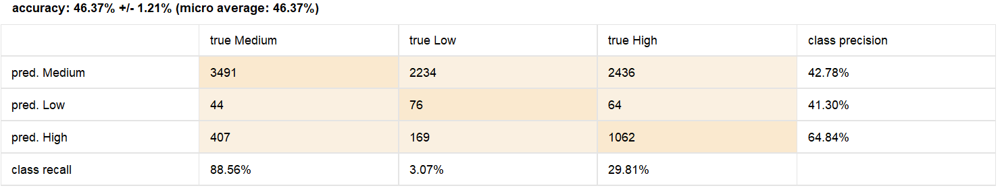 accuracy: 46.37% +/- 1.21% (micro average: 46.37%)
true Medium true Low true High class precision
pred. Medium 3491 2234 2436 42.78%
pred. Low 44 76 64 41.30%
pred. High 407 169 1062 64.84%
class recall 88.56% 3.07% 29.81%